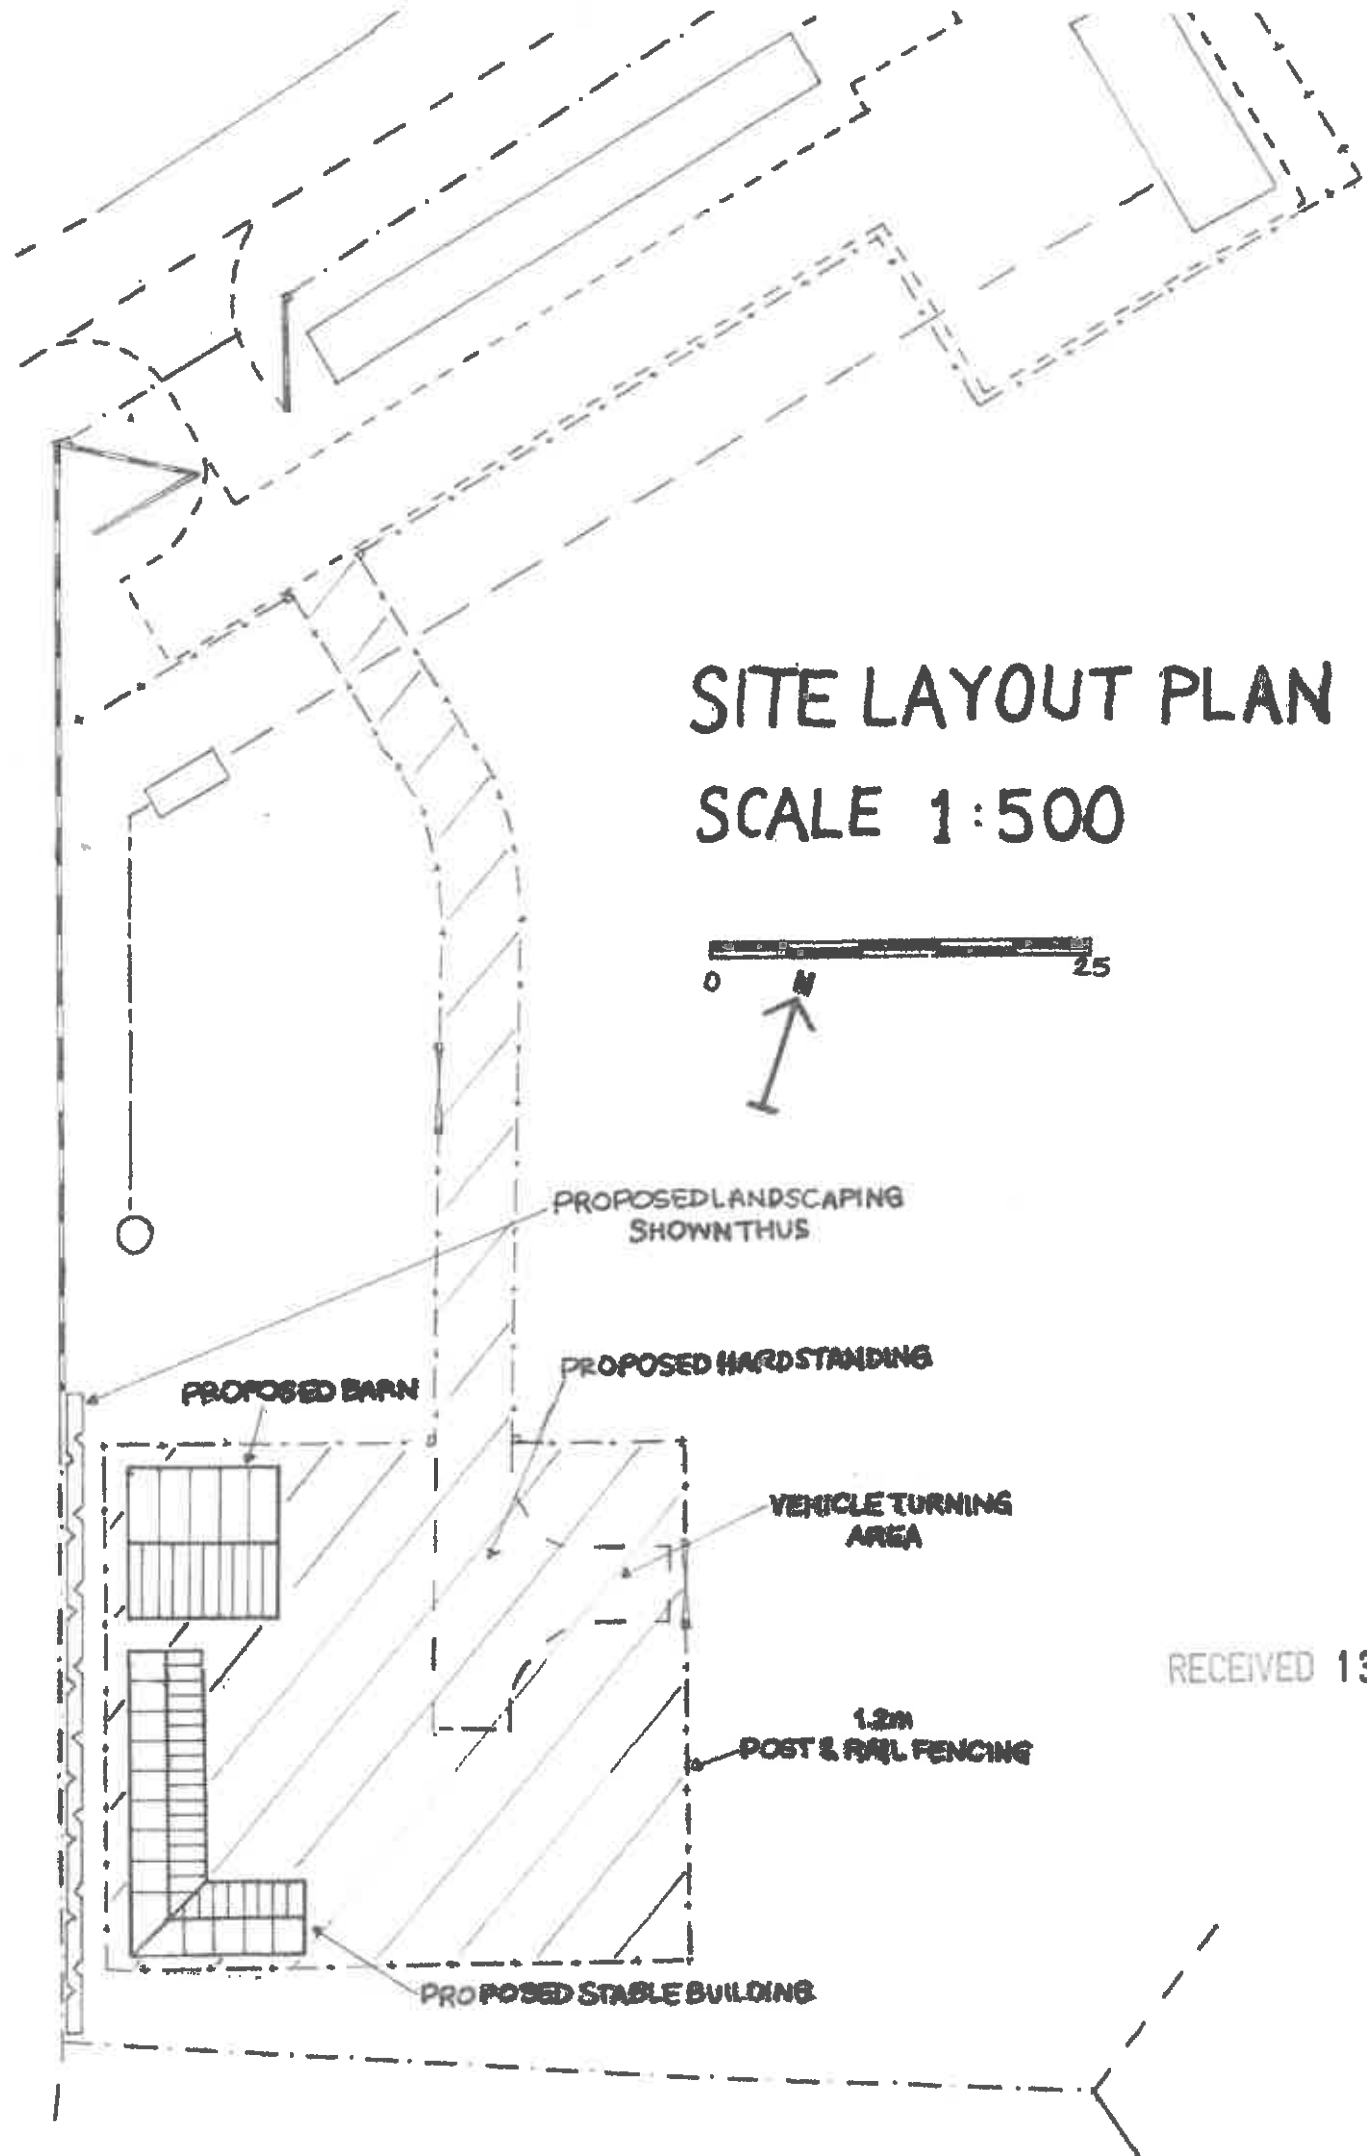 SITE LAYOUT PLAN
SCALE 1:500
0 25
N
PROPOSED LANDSCAPING
SHOWN THUS
PROPOSED HARDSTANDING
PROPOSED BARN
VEHICLE TURNING
AREA
RECEIVED 13
1.2m
POST & RAIL FENCING
PROPOSED STABLE BUILDING